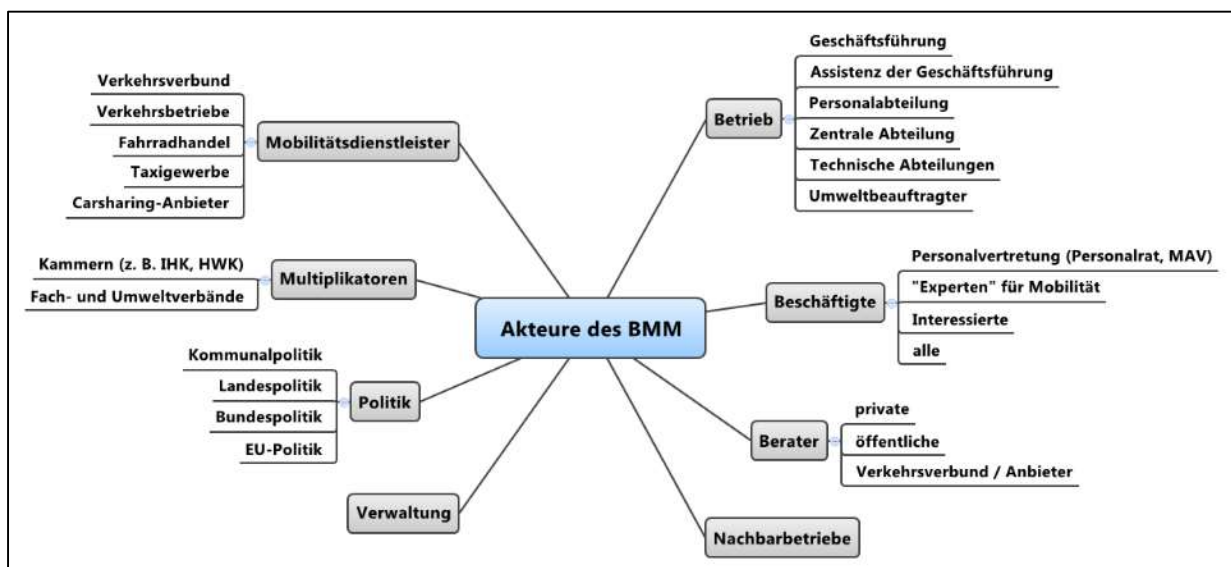 Akteure des BMM
Betrieb
Geschäftsführung
Assistenz der Geschäftsführung
Personalabteilung
Zentrale Abteilung
Technische Abteilungen
Umweltbeauftragter
Beschäftigte
Personalvertretung (Personalrat, MAV)
"Experten" für Mobilität
Interessierte
alle
Berater
private
öffentliche
Verkehrsverbund / Anbieter
Nachbarbetriebe
Mobilitätsdienstleister
Verkehrsverbund
Verkehrsbetriebe
Fahrradhandel
Taxigewerbe
Carsharing-Anbieter
Multiplikatoren
Kammern (z. B. IHK, HWK)
Fach- und Umweltverbände
Politik
Kommunalpolitik
Landespolitik
Bundespolitik
EU-Politik
Verwaltung